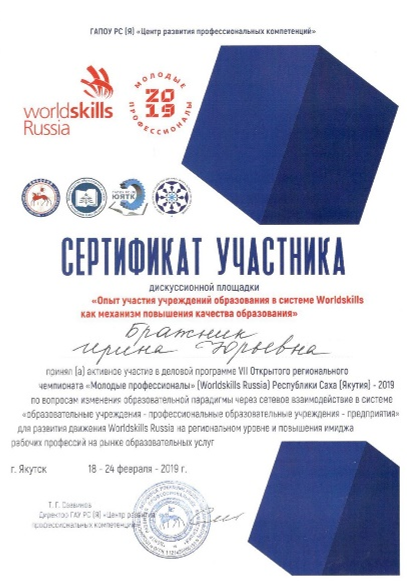 ГАПОУ РС (Я) «Центр развития профессиональных компетенций»
worldskills
Russia
МОЛОДЫЕ
2019
ПРОФЕССИОНАЛЫ
ЮЯТК
СЕРТИФИКАТ УЧАСТНИКА
дискуссионной площадки
«Опыт участия учреждений образования в системе Worldskills
как механизм повышения качества образования»
Бражник
Ирина Юрьевна
принял (а) активное участие в деловой программе VII Открытого регионального
чемпионата «Молодые профессионалы» (Worldskills Russia) Республики Саха (Якутия) - 2019
по вопросам изменения образовательной парадигмы через сетевое взаимодействие в системе
«образовательные учреждения - профессиональные образовательные учреждения - предприятия»
для развития движения Worldskills Russia на региональном уровне и повышения имиджа
рабочих профессий на рынке образовательных услуг
г. Якутск 18 - 24 февраля - 2019 г.
Т. Г.
Директор ГАУ РС (Я) «Центр развития
профессиональных компетенций»